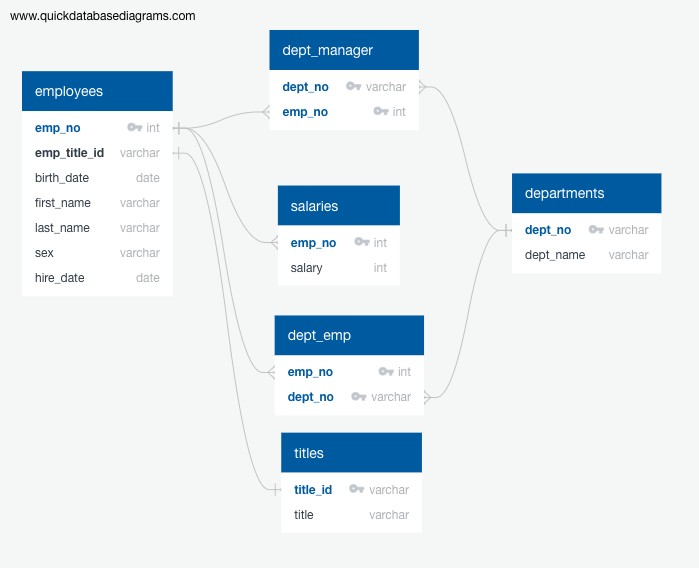 www.quickdatabasediagrams.com
employees
emp_no int
emp_title_id varchar
birth_date date
first_name varchar
last_name varchar
sex varchar
hire_date date
dept_manager
dept_no varchar
emp_no int
salaries
emp_no int
salary int
dept_emp
emp_no int
dept_no varchar
titles
title_id varchar
title varchar
departments
dept_no varchar
dept_name varchar